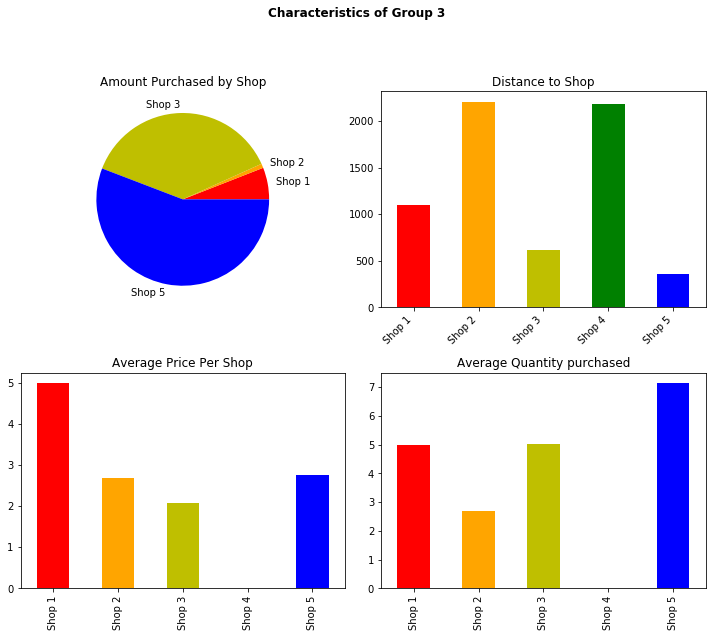 Characteristics of Group 3
Amount Purchased by Shop
Shop 3
Shop 2
Shop 1
Shop 5
Distance to Shop
2000
1500
1000
500
0
Shop 1
Shop 2
Shop 3
Shop 4
Shop 5
Average Price Per Shop
5
4
3
2
1
0
Shop 1
Shop 2
Shop 3
Shop 4
Shop 5
Average Quantity purchased
7
6
5
4
3
2
1
0
Shop 1
Shop 2
Shop 3
Shop 4
Shop 5